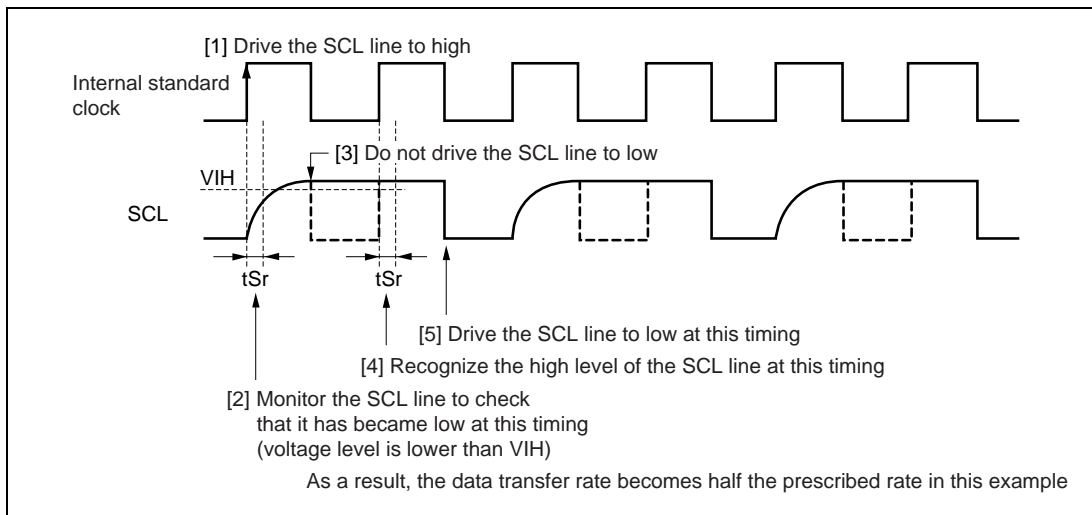 [1] Drive the SCL line to high
Internal standard
clock
[3] Do not drive the SCL line to low
VIH
SCL
tSr
tSr
[5] Drive the SCL line to low at this timing
[4] Recognize the high level of the SCL line at this timing
[2] Monitor the SCL line to check
that it has became low at this timing
(voltage level is lower than VIH)
As a result, the data transfer rate becomes half the prescribed rate in this example